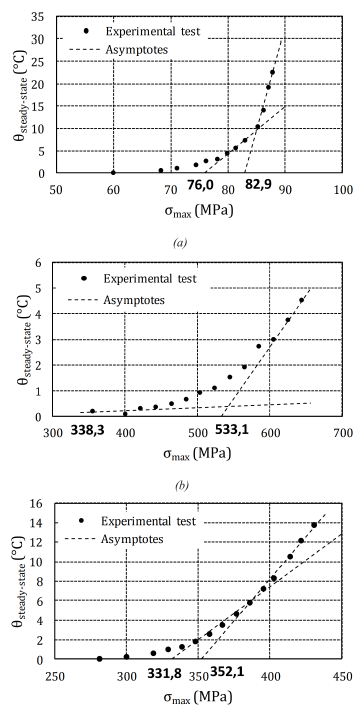 35
30
25
20
15
10
5
0
θsteady-state (°C)
Experimental test
Asymptotes
76,0
82,9
50 60 70 80 90 100
σmax (MPa)
(a)
6
5
4
3
2
1
0
θsteady-state (°C)
Experimental test
Asymptotes
300 400 500 600 700
338,3
533,1
σmax (MPa)
(b)
16
14
12
10
8
6
4
2
0
θsteady-state (°C)
Experimental test
Asymptotes
331,8
352,1
250 300 350 400 450
σmax (MPa)